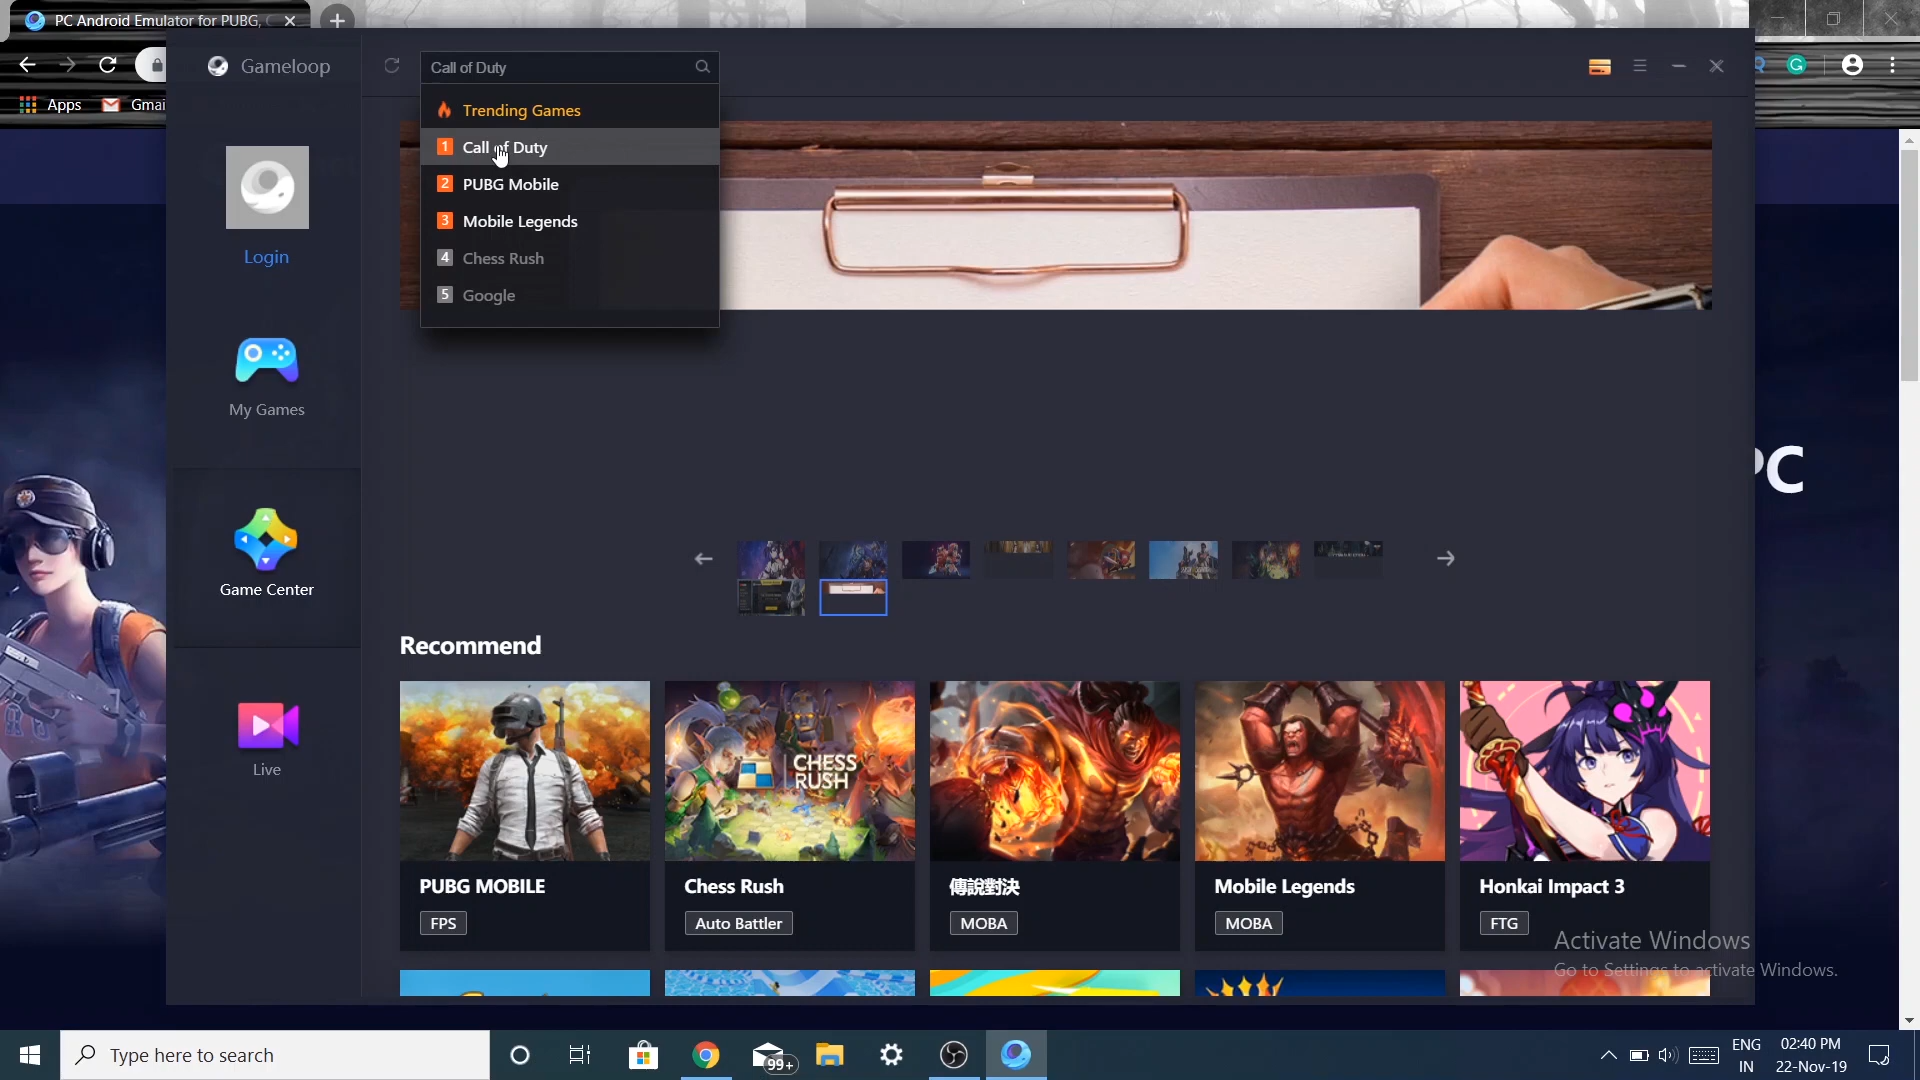 PC Android Emulator for PUBG, C
Apps
Gmai
Gameloop
Call of Duty
Trending Games
1 Call of Duty
2 PUBG Mobile
3 Mobile Legends
4 Chess Rush
5 Google
Login
My Games
Game Center
Live
PC
Recommend
CHESS
RUSH
PUBG MOBILE
Chess Rush
傳說對決
Mobile Legends
Honkai Impact 3
FPS
Auto Battler
MOBA
MOBA
FTG
Activate Windows
Go to Settings to activate Windows.
Type here to search
99+
ENG
IN
02:40 PM
22-Nov-19